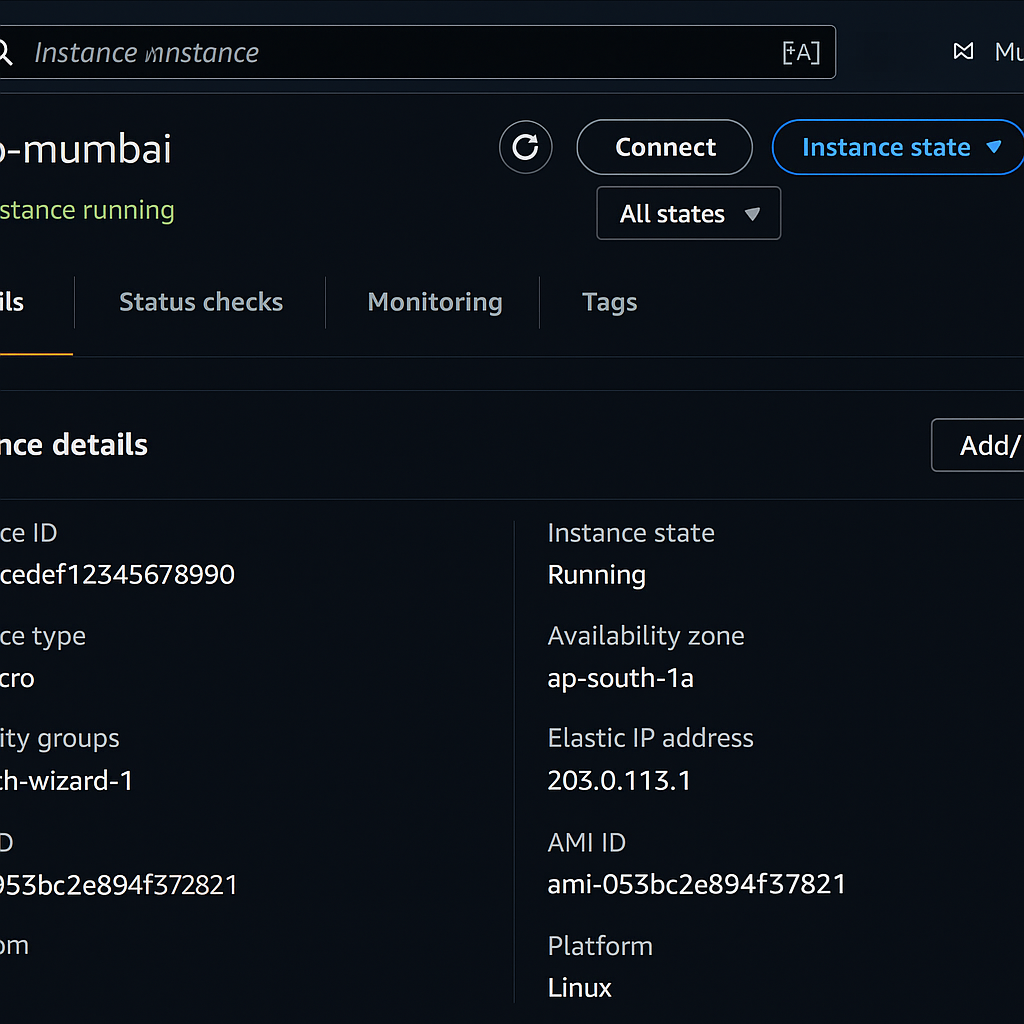 Instance
[+A]
Mu
o-mumbai
Connect
Instance state
stance running
All states
ils
Status checks
Monitoring
Tags
nce details
Add/
ce ID
Instance state
cedef12345678990
Running
ce type
Availability zone
cro
ap-south-1a
ity groups
Elastic IP address
th-wizard-1
203.0.113.1
D
AMI ID
953bc2e894f372821
ami-053bc2e894f37821
om
Platform
Linux